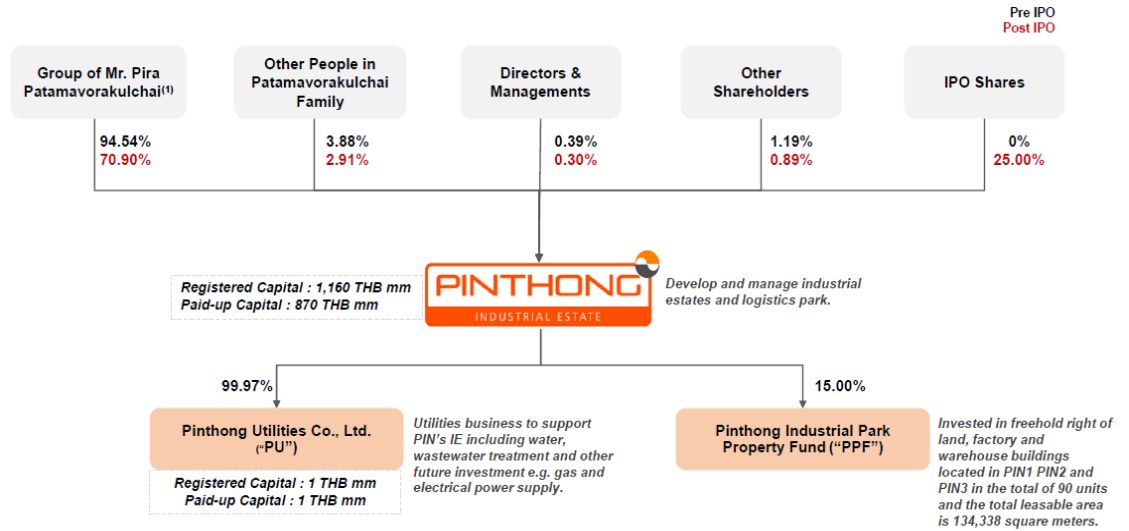 Pre IPO
Post IPO
Group of Mr. Pira
Patamavorakulchai(1)
Other People in
Patamavorakulchai
Family
Directors &
Managements
Other
Shareholders
IPO Shares
94.54%
70.90%
3.88%
2.91%
0.39%
0.30%
1.19%
0.89%
0%
25.00%
Registered Capital : 1,160 THB mm
Paid-up Capital : 870 THB mm
PINTHONG
INDUSTRIAL ESTATE
Develop and manage industrial
estates and logistics park.
99.97%
15.00%
Pinthong Utilities Co., Ltd.
("PU")
Registered Capital : 1 THB mm
Paid-up Capital : 1 THB mm
Utilities business to support
PIN's IE including water,
wastewater treatment and other
future investment e.g. gas and
electrical power supply.
Pinthong Industrial Park
Property Fund ("PPF")
Invested in freehold right of
land, factory and
warehouse buildings
located in PIN1 PIN2 and
PIN3 in the total of 90 units
and the total leasable area
is 134,338 square meters.